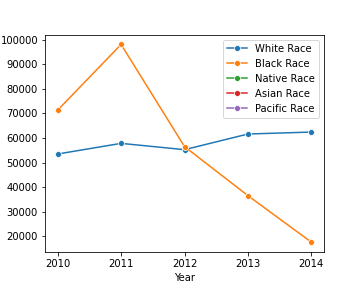 100000
90000
80000
70000
60000
50000
40000
30000
20000
White Race
Black Race
Native Race
Asian Race
Pacific Race
2010 2011 2012 2013 2014
Year